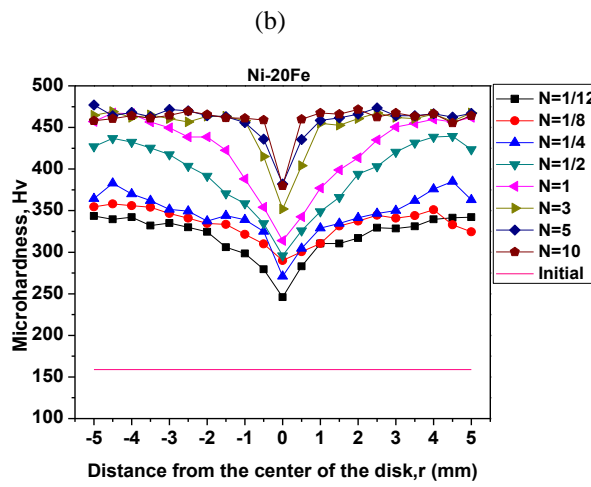 (b)
Ni-20Fe
Microhardness, Hv
500
450
400
350
300
250
200
150
100
-5 -4 -3 -2 -1 0 1 2 3 4 5
Distance from the center of the disk,r (mm)
N=1/12
N=1/8
N=1/4
N=1/2
N=1
N=3
N=5
N=10
Initial